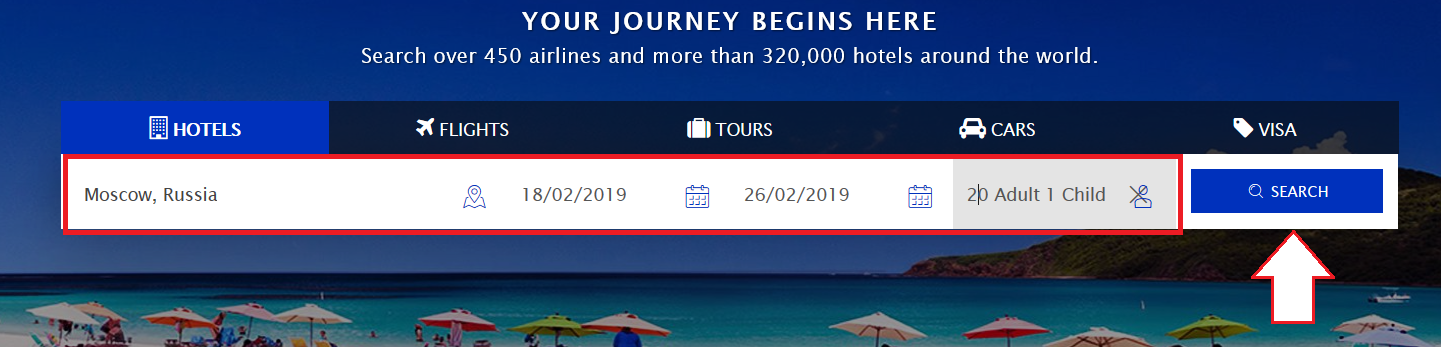 YOUR JOURNEY BEGINS HERE
Search over 450 airlines and more than 320,000 hotels around the world.
HOTELS FLIGHTS TOURS CARS VISA
Moscow, Russia 18/02/2019 26/02/2019 20 Adult 1 Child SEARCH